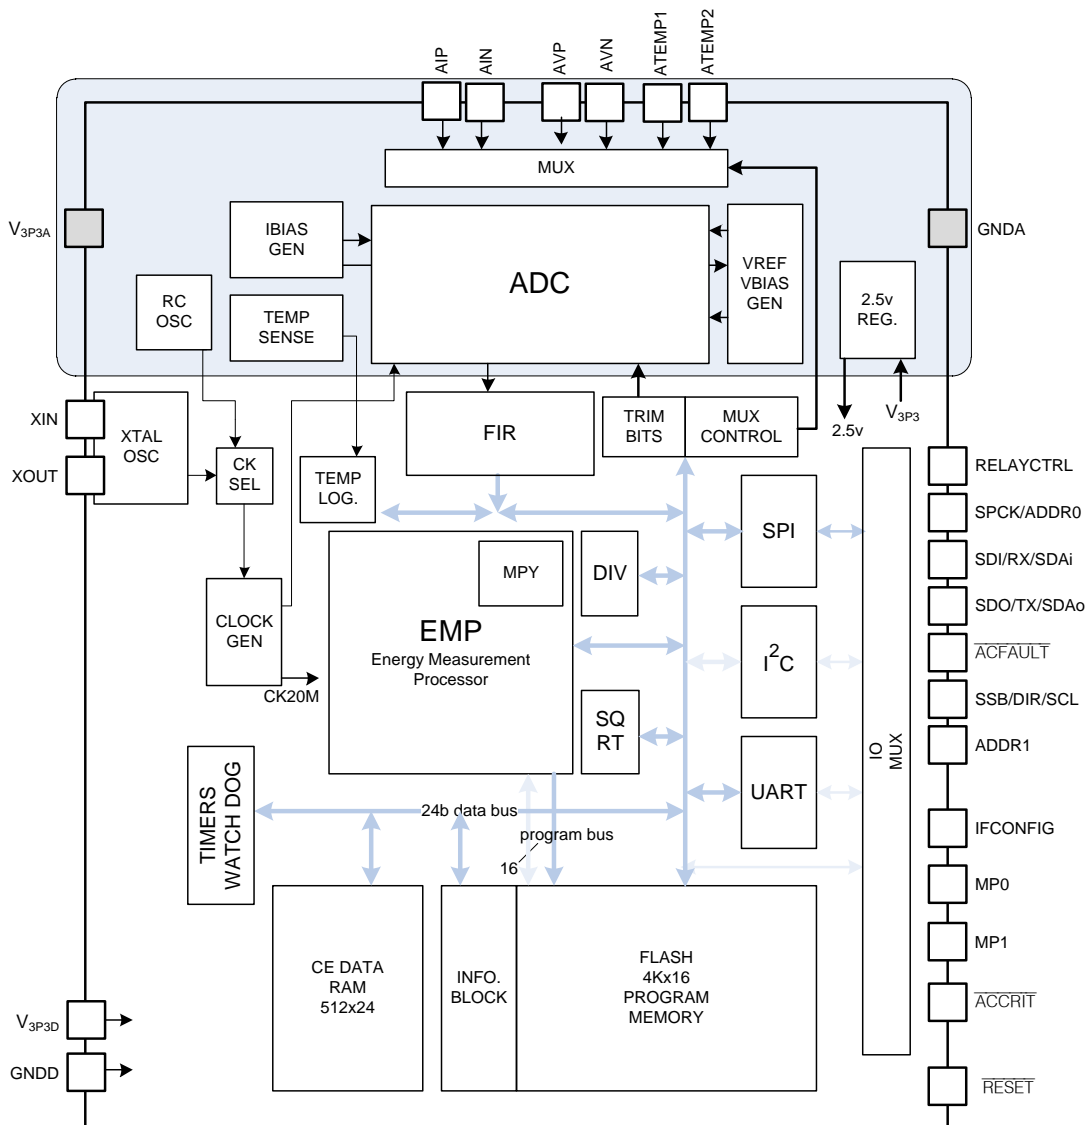 AIP
AIN
AVP
AVN
ATEMP1
ATEMP2
MUX
V3P3A
GNDA
IBIAS
GEN
ADC
VREF
VBIAS
GEN
RC
OSC
TEMP
SENSE
2.5v
REG.
XIN
XOUT
XTAL
OSC
CK
SEL
FIR
TRIM
BITS
MUX
CONTROL
2.5v
V3P3
TEMP
LOG.
CLOCK
GEN
CK20M
MPY
EMP
Energy Measurement
Processor
DIV
SQ
RT
SPI
I2C
UART
IO
MUX
RELAYCTRL
SPCK/ADDR0
SDI/RX/SDAi
SDO/TX/SDAo
ACFAULT
SSB/DIR/SCL
ADDR1
IFCONFIG
MP0
MP1
ACCRIT
RESET
TIMERS
WATCH DOG
24b data bus
program bus
16
CE DATA
RAM
512x24
INFO.
BLOCK
FLASH
4Kx16
PROGRAM
MEMORY
V3P3D
GNDD